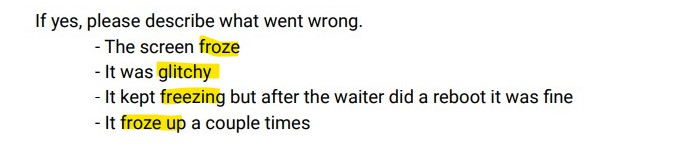 If yes, please describe what went wrong.
- The screen froze
- It was glitchy
- It kept freezing but after the waiter did a reboot it was fine
- It froze up a couple times